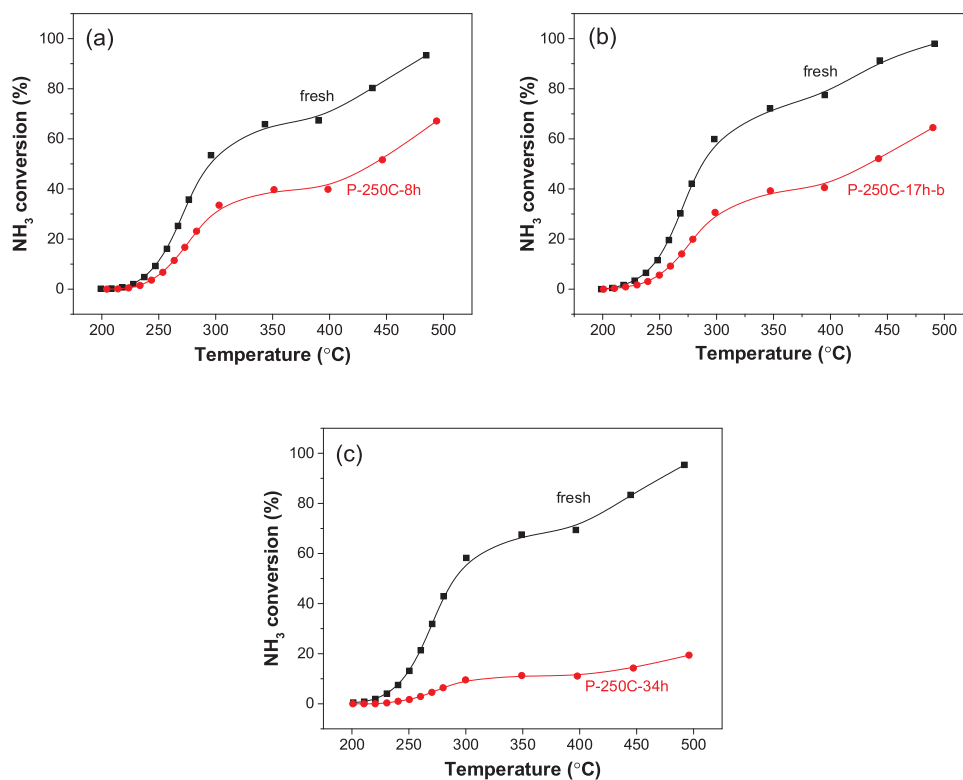 (a)
fresh
P-250C-8h
NH3 conversion (%)
100
80
60
40
20
0
200 250 300 350 400 450 500
Temperature (°C)
(b)
fresh
P-250C-17h-b
NH3 conversion (%)
100
80
60
40
20
0
200 250 300 350 400 450 500
Temperature (°C)
(c)
fresh
P-250C-34h
NH3 conversion (%)
100
80
60
40
20
0
200 250 300 350 400 450 500
Temperature (°C)